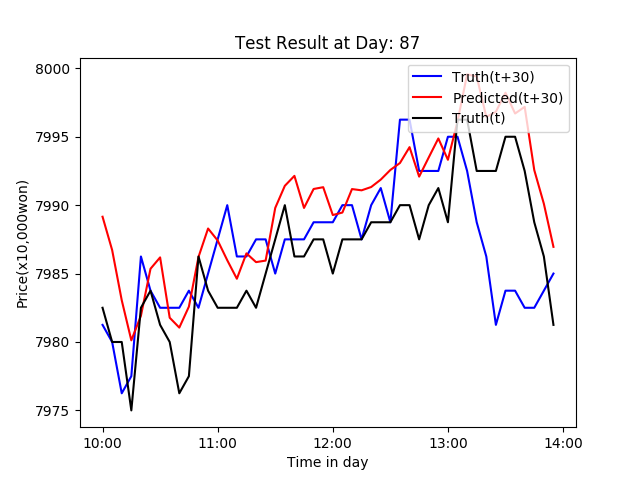 Test Result at Day: 87
8000
7995
7990
7985
7980
7975
Price(x10,000won)
Truth(t+30)
Predicted(t+30)
Truth(t)
10:00 11:00 12:00 13:00 14:00
Time in day